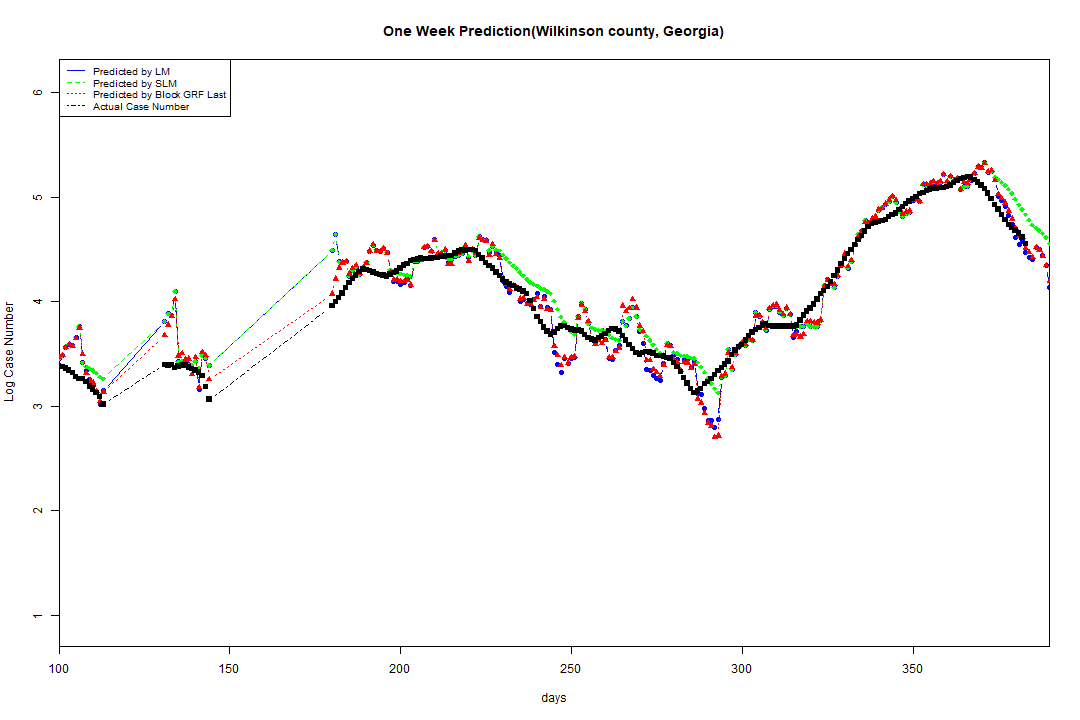 One Week Prediction(Wilkinson county, Georgia)
Predicted by LM
Predicted by SLM
Predicted by Block GRF Last
Actual Case Number
6
5
4
3
2
1
Log Case Number
100 150 200 250 300 350
days